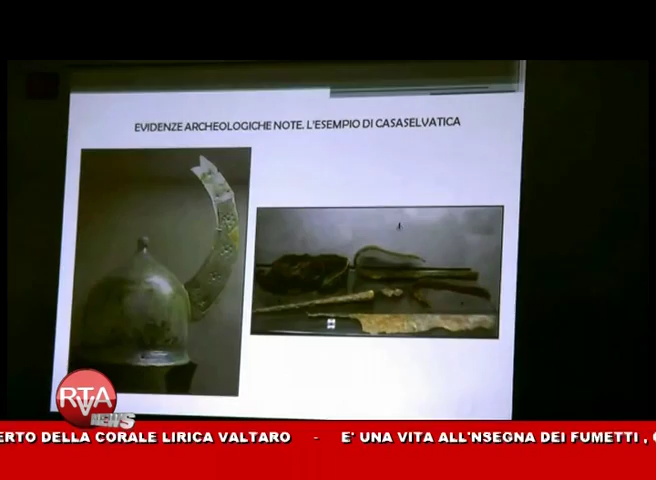 EVIDENZE ARCHEOLOGICHE NOTE. L'ESEMPIO DI CASASELVATICA
RTA
NEWS
ERTO DELLA CORALE LIRICA VALTARO - E' UNA VITA ALL'NSEGNA DEI FUMETTI ,